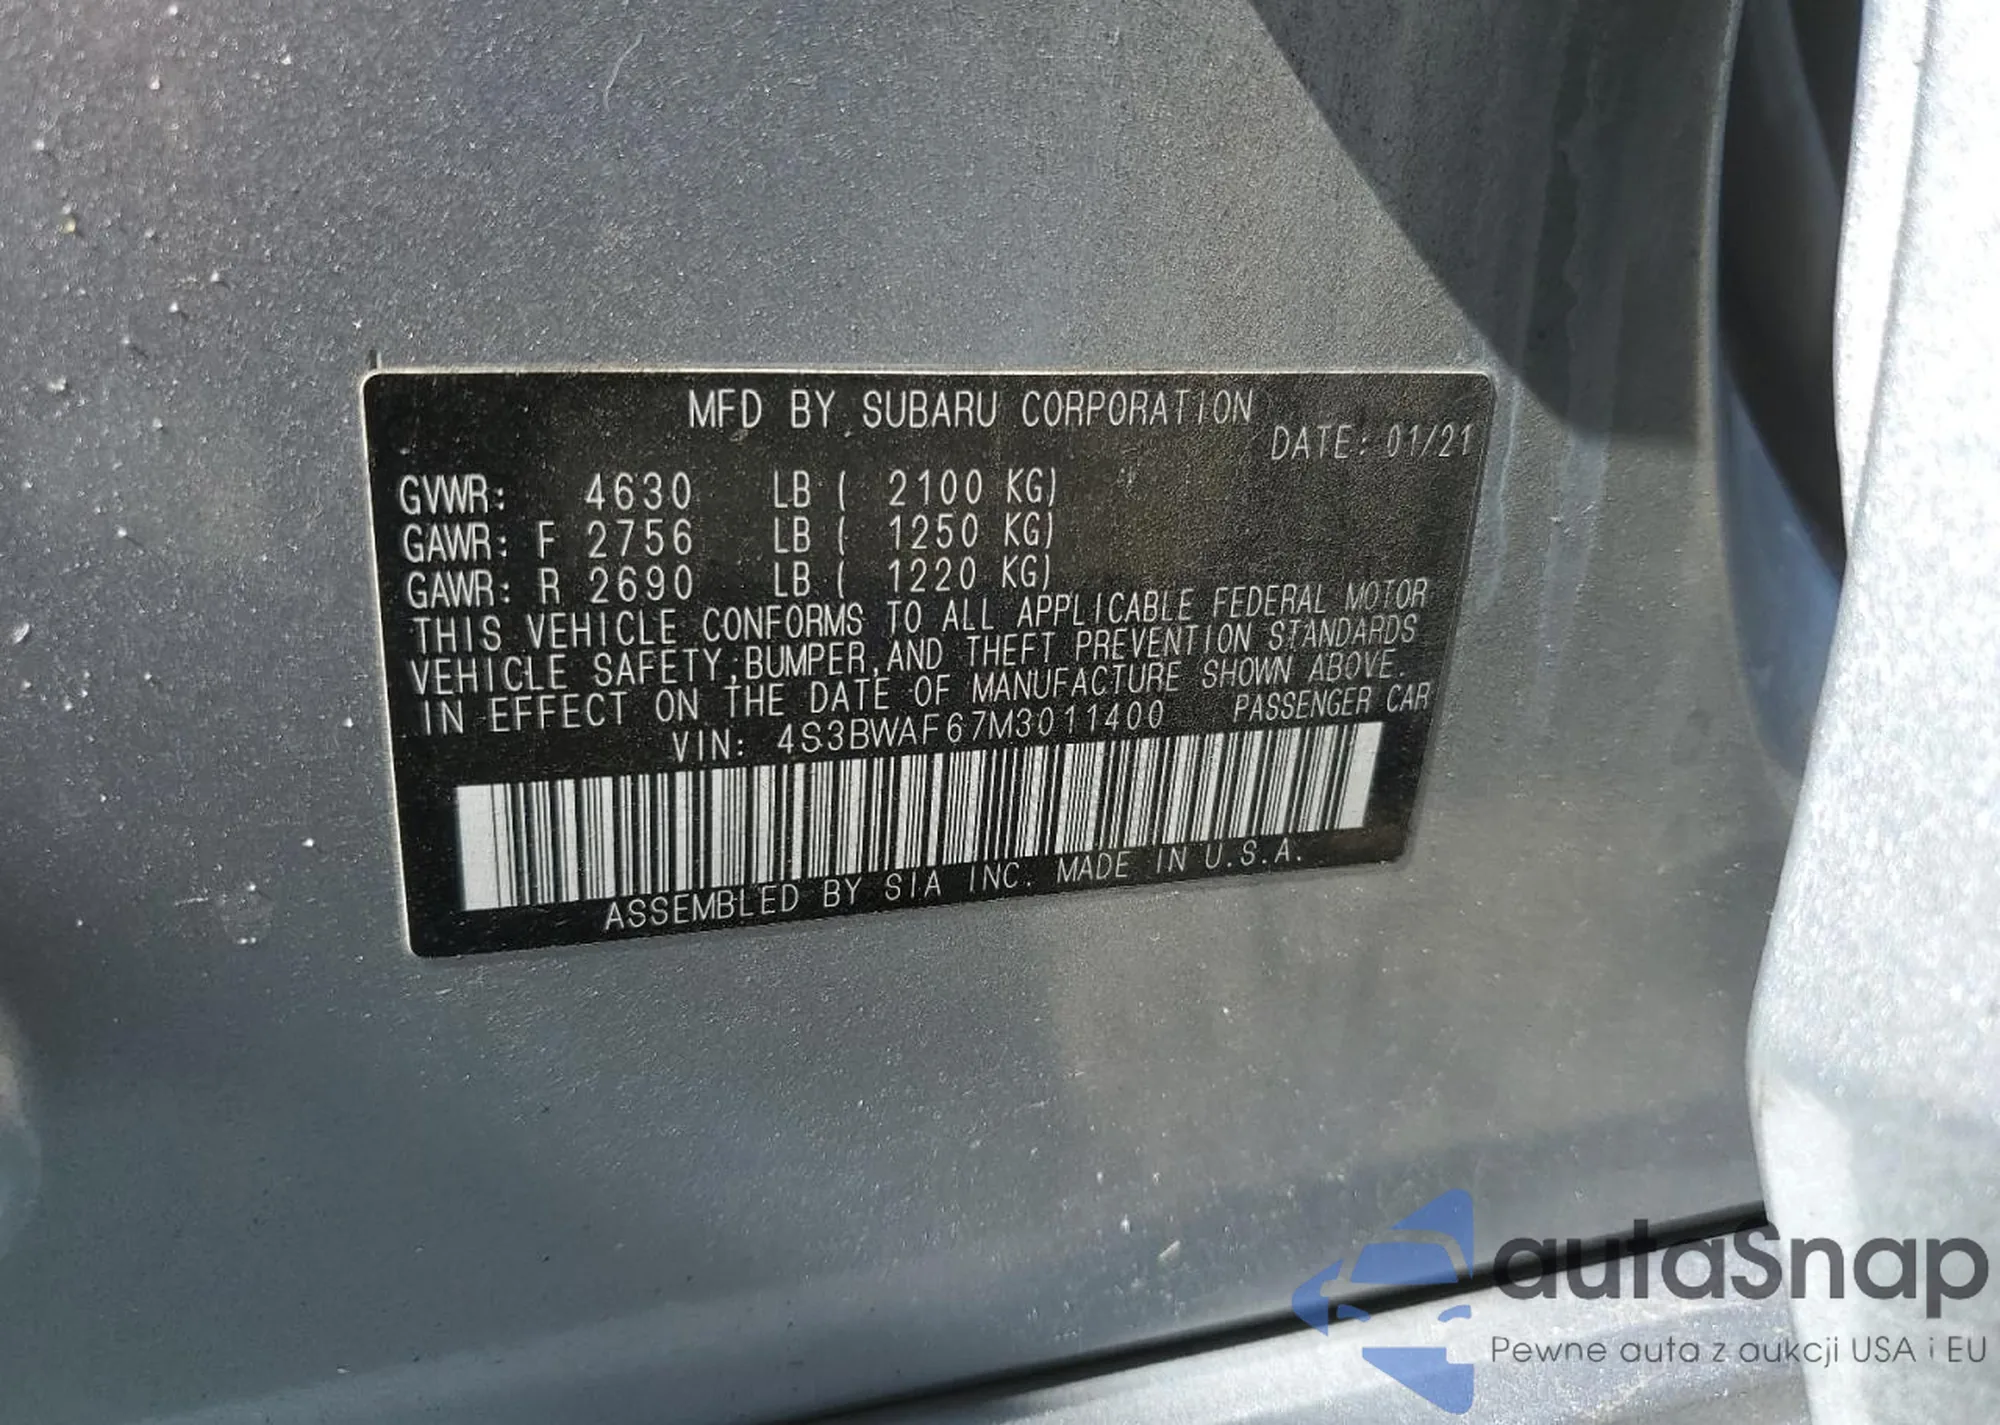 MFD BY SUBARU CORPORATION
DATE: 01/21
GVWR: 4630 LB ( 2100 KG)
GAWR: F 2756 LB ( 1250 KG)
GAWR: R 2690 LB ( 1220 KG)
THIS VEHICLE CONFORMS TO ALL APPLICABLE FEDERAL MOTOR
VEHICLE SAFETY,BUMPER,AND THEFT PREVENTION STANDARDS
IN EFFECT ON THE DATE OF MANUFACTURE SHOWN ABOVE.
VIN: 4S3BWAF67M3011400 PASSENGER CAR
ASSEMBLED BY SIA INC. MADE IN U.S.A.
autaSnap
Pewne auta z aukcji USA i EU